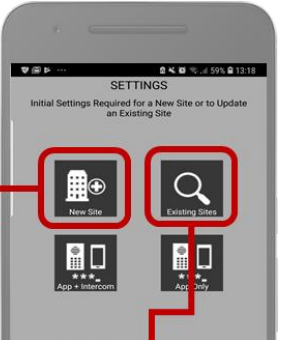 59% 13:18
SETTINGS
Initial Settings Required for a New Site or to Update
an Existing Site
New Site
Existing Sites
App + Intercom
App Only